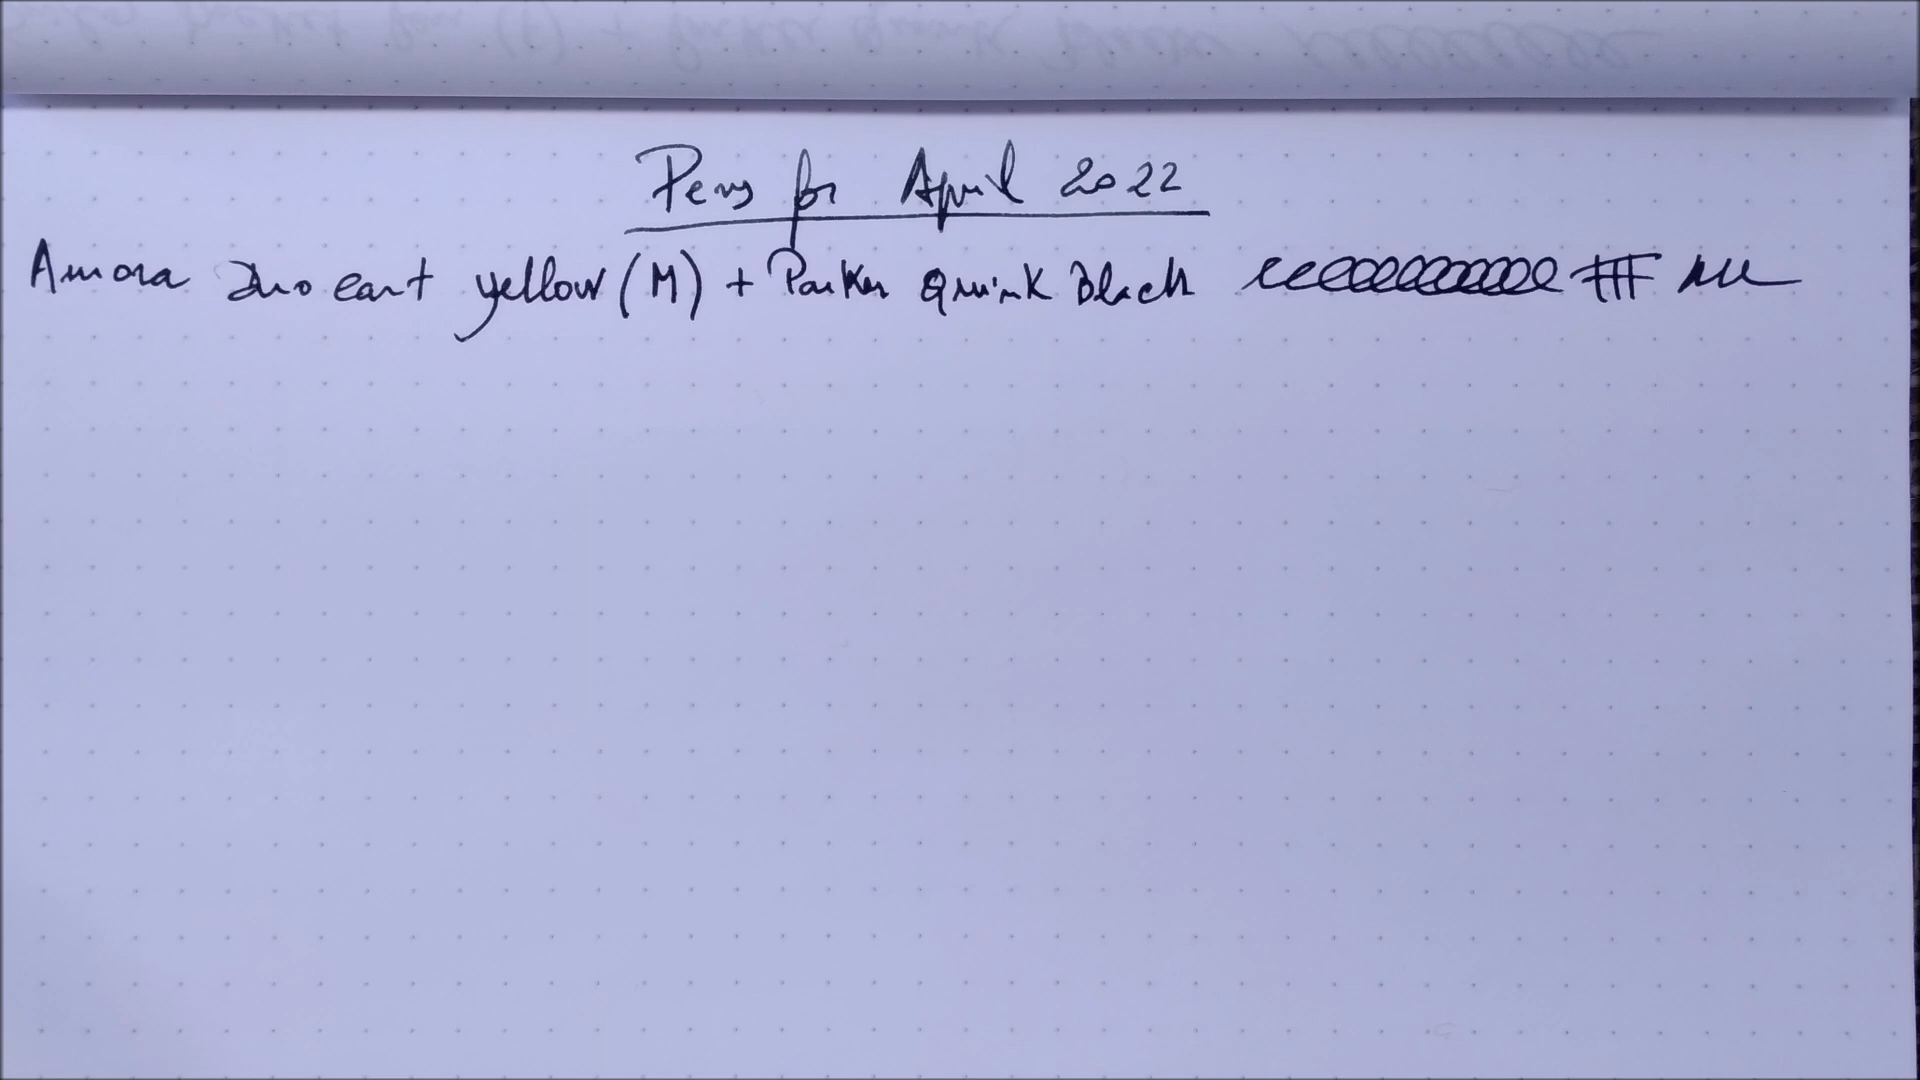 Pens for April 2022
Aurora Duo cart yellow (M) + Parker Quink Black